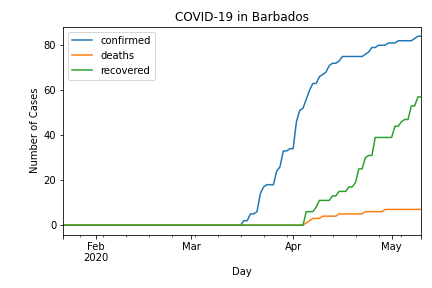 COVID-19 in Barbados
confirmed
deaths
recovered
Number of Cases
80
60
40
20
0
Feb
2020
Mar
Apr
May
Day